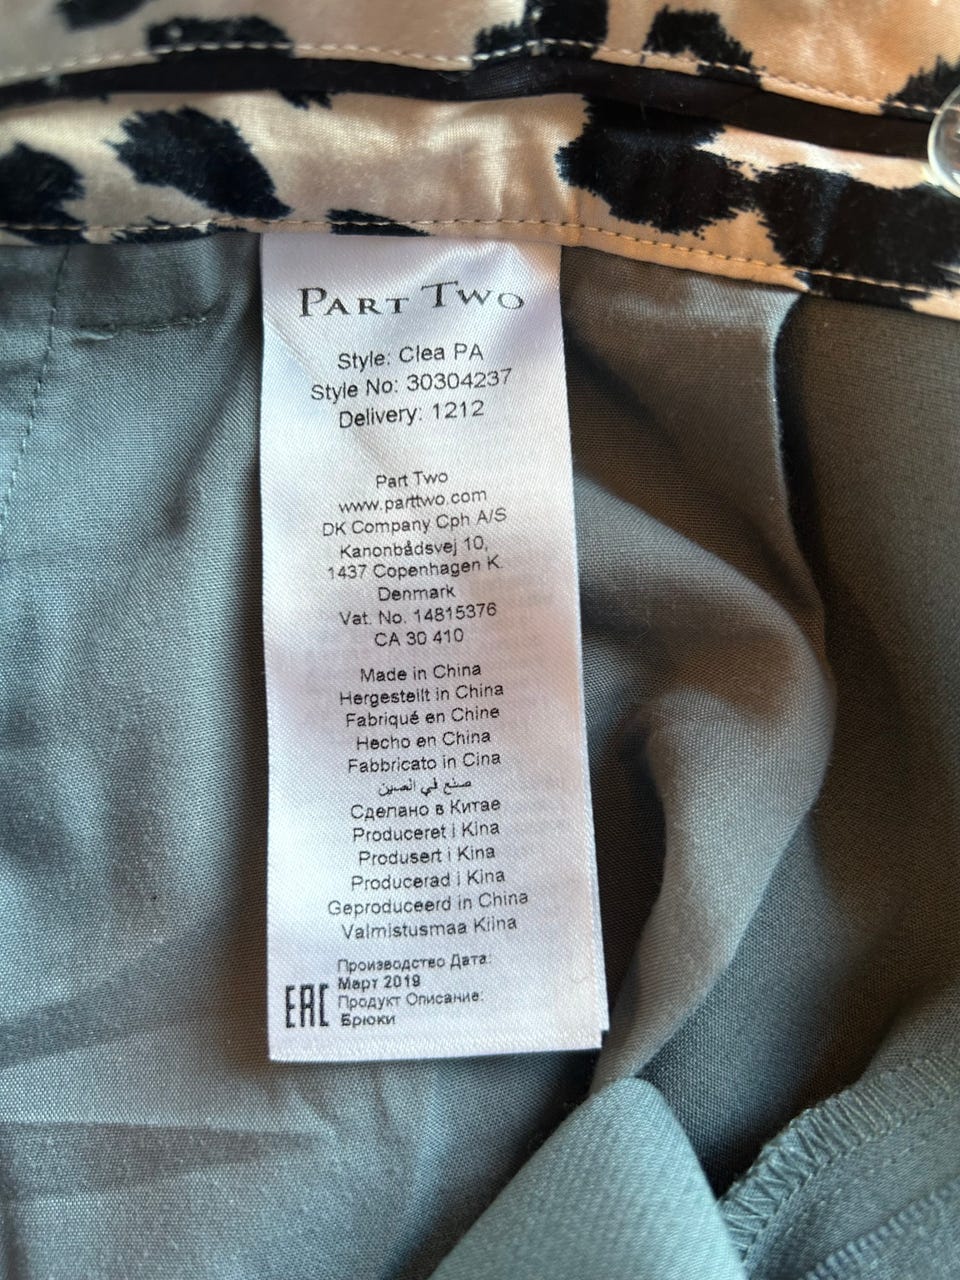 PART TWO
Style: Clea PA
Style No: 30304237
Delivery: 1212
Part Two
www.parttwo.com
DK Company Cph A/S
Kanonbådsvej 10,
1437 Copenhagen K.
Denmark
Vat. No. 14815376
CA 30 410
Made in China
Hergestellt in China
Fabriqué en Chine
Hecho en China
Fabbricato in Cina
صنع في الصين
Сделано в Китае
Produceret i Kina
Produsert i Kina
Producerad i Kina
Geproduceerd in China
Valmistusmaa Kiina
Производство Дата:
Март 2019
EAC Продукт Описание:
Брюки